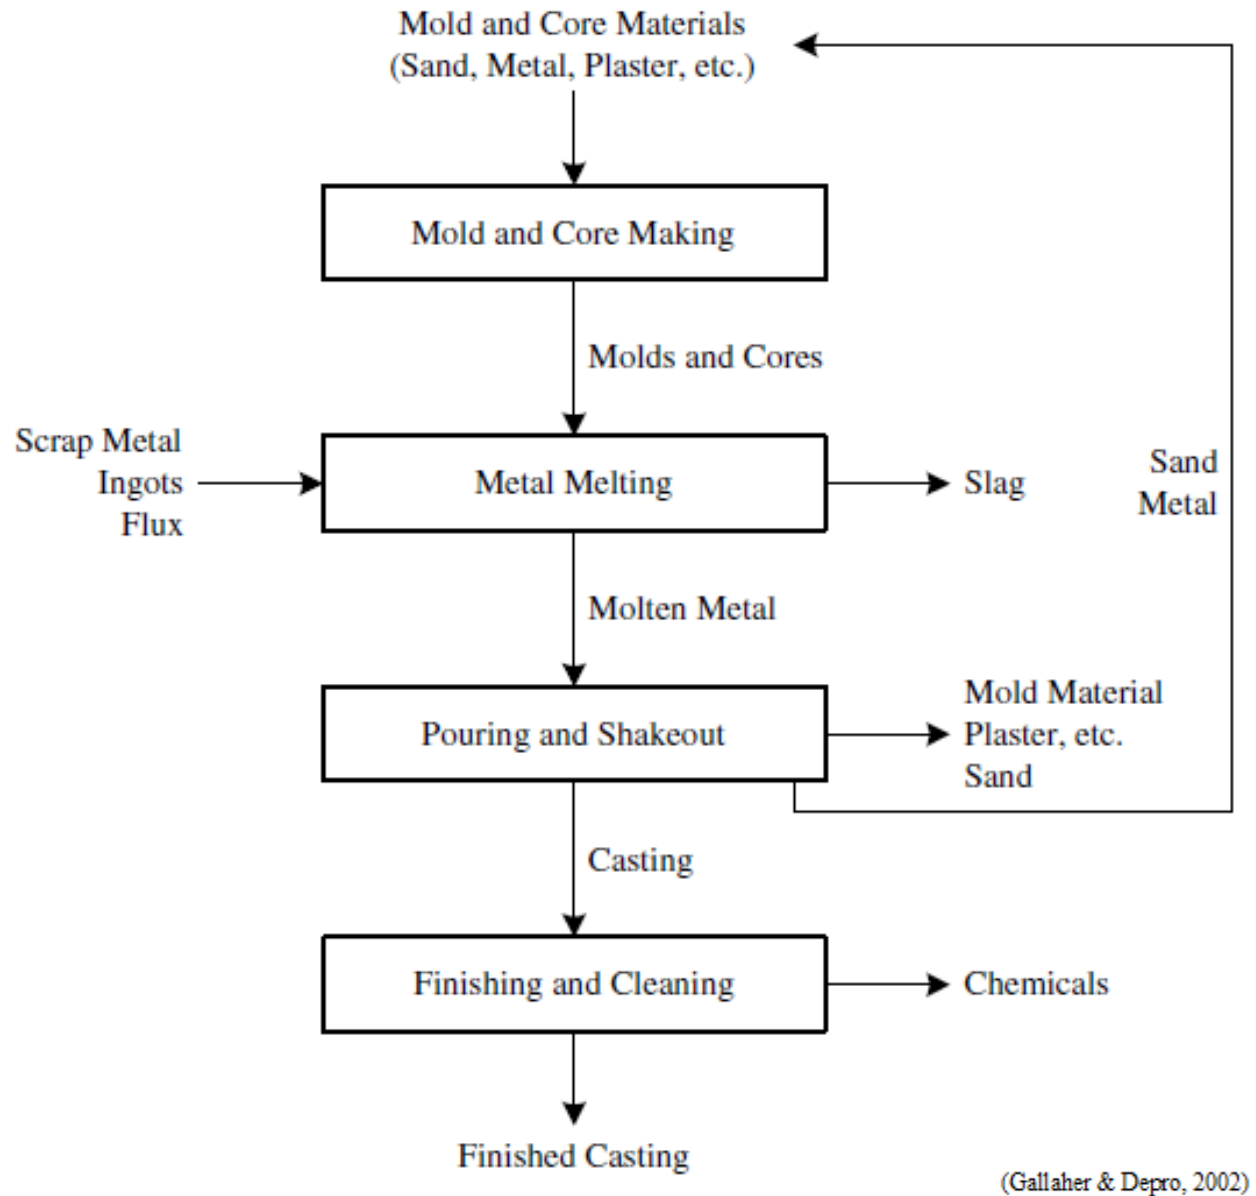 Mold and Core Materials
(Sand, Metal, Plaster, etc.)
Mold and Core Making
Molds and Cores
Scrap Metal
Ingots
Flux
Metal Melting
Slag
Sand
Metal
Molten Metal
Pouring and Shakeout
Mold Material
Plaster, etc.
Sand
Casting
Finishing and Cleaning
Chemicals
Finished Casting
(Gallaher & Depro, 2002)